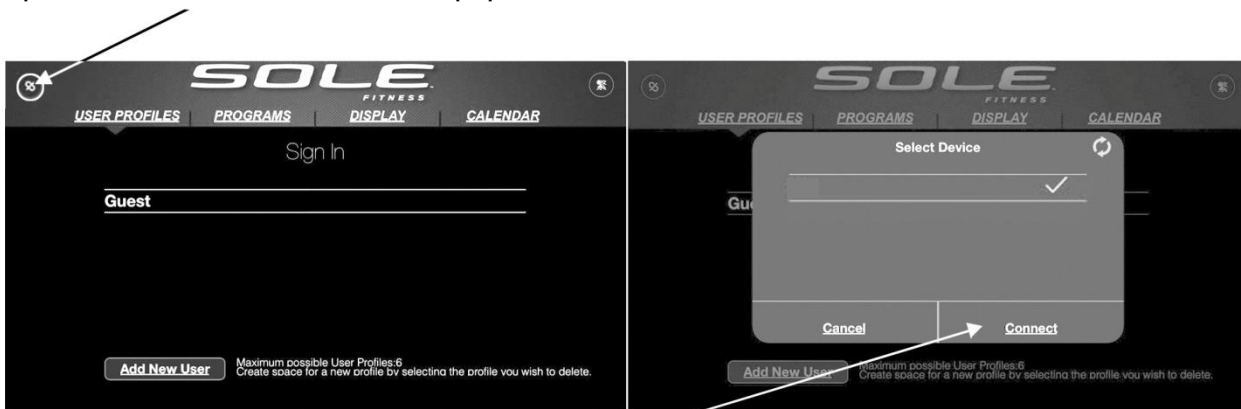 SOLE
FITNESS
USER PROFILES PROGRAMS DISPLAY CALENDAR
Sign In
Guest
Add New User
Maximum possible User Profiles:6
Create space for a new profile by selecting the profile you wish to delete.
SOLE
FITNESS
USER PROFILES PROGRAMS DISPLAY CALENDAR
Select Device
Gue
Cancel Connect
Add New User
Maximum possible User Profiles:6
Create space for a new profile by selecting the profile you wish to delete.